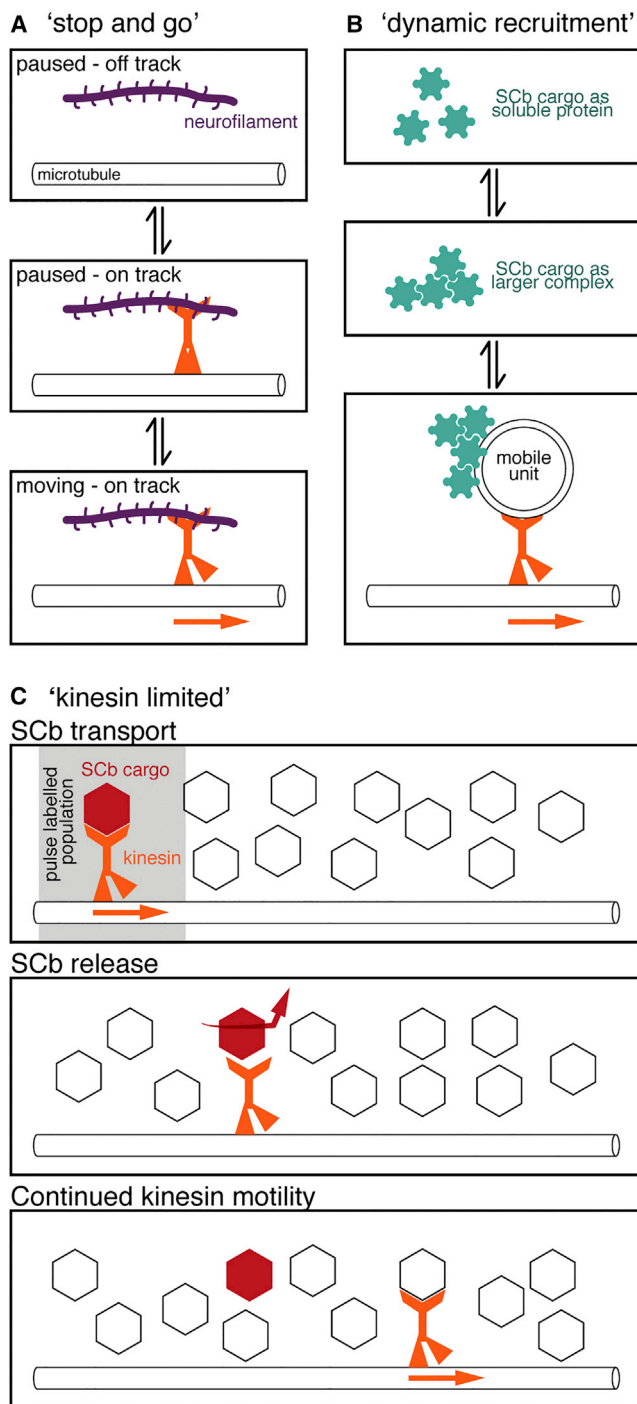 A 'stop and go'
paused - off track
neurofilament
microtubule
paused - on track
moving - on track
B 'dynamic recruitment'
SCb cargo as
soluble protein
SCb cargo as
larger complex
mobile
unit
C 'kinesin limited'
SCb transport
pulse labelled
population
SCb cargo
kinesin
SCb release
Continued kinesin motility